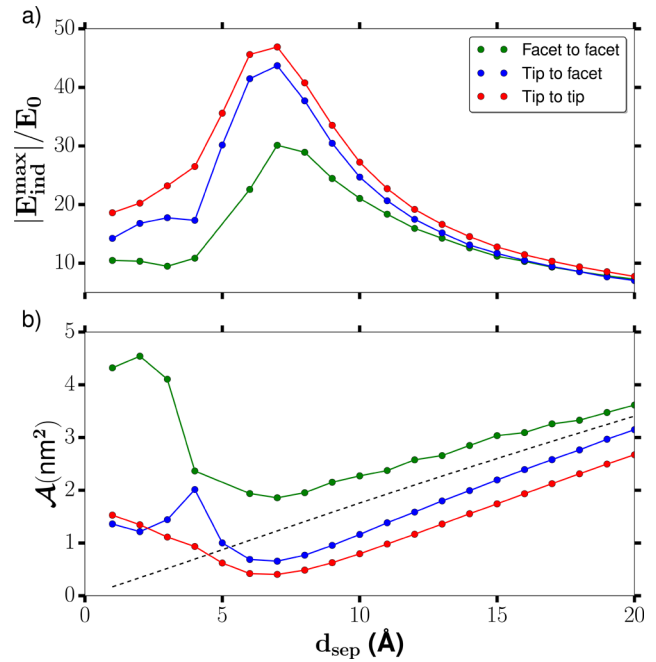 a)
50
40
30
20
10
|E_ind^max|/E_0
Facet to facet
Tip to facet
Tip to tip
b)
5
4
3
2
1
0
𝒜(nm²)
0 5 10 15 20
d_sep (Å)